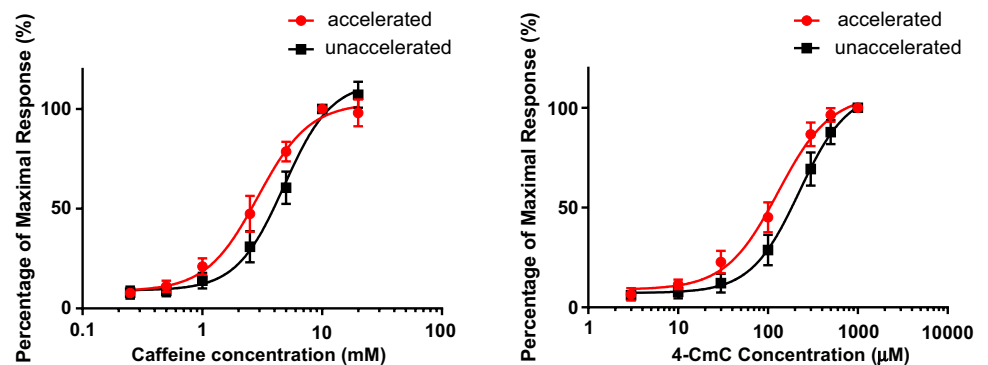 accelerated
unaccelerated
Percentage of Maximal Response (%)
100
50
0
0.1
1
10
100
Caffeine concentration (mM)
accelerated
unaccelerated
Percentage of Maximal Response (%)
100
50
0
1
10
100
1000
10000
4-CmC Concentration (μM)